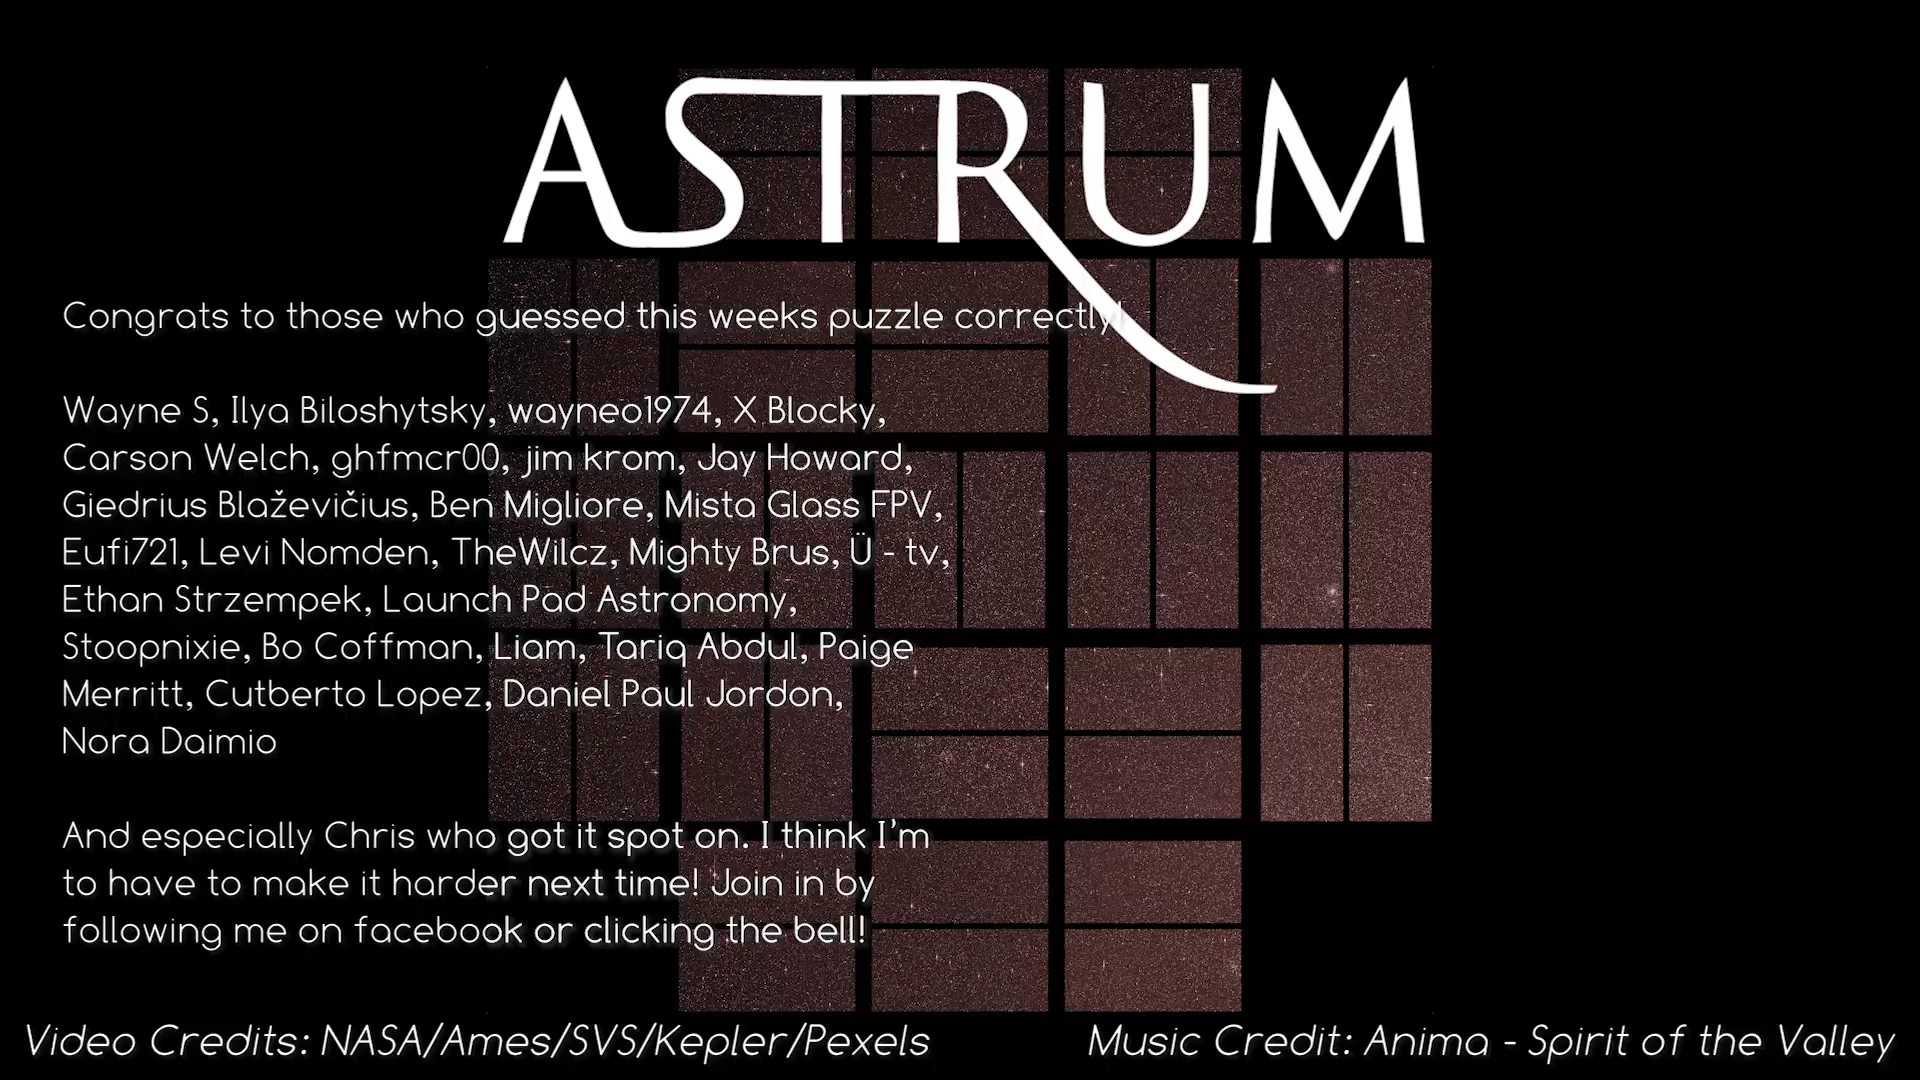 ASTRUM
Congrats to those who guessed this weeks puzzle correctly!
Wayne S, Ilya Biloshytsky, wayneo1974, X Blocky,
Carson Welch, ghfmcr00, jim krom, Jay Howard,
Giedrius Blaževičius, Ben Migliore, Mista Glass FPV,
Eufi721, Levi Nomden, TheWilcz, Mighty Brus, Ü - tv,
Ethan Strzempek, Launch Pad Astronomy,
Stoopnixie, Bo Coffman, Liam, Tariq Abdul, Paige
Merritt, Cutberto Lopez, Daniel Paul Jordon,
Nora Daimio
And especially Chris who got it spot on. I think I'm
to have to make it harder next time! Join in by
following me on facebook or clicking the bell!
Video Credits: NASA/Ames/SVS/Kepler/Pexels
Music Credit: Anima - Spirit of the Valley